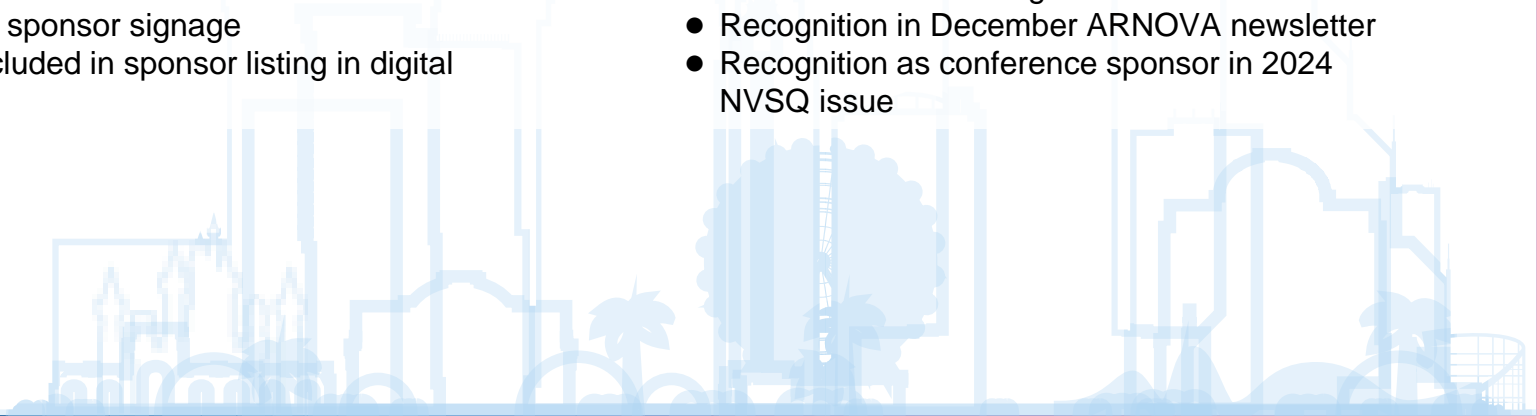 sponsor signage
cluded in sponsor listing in digital
● Recognition in December ARNOVA newsletter
● Recognition as conference sponsor in 2024
NVSQ issue